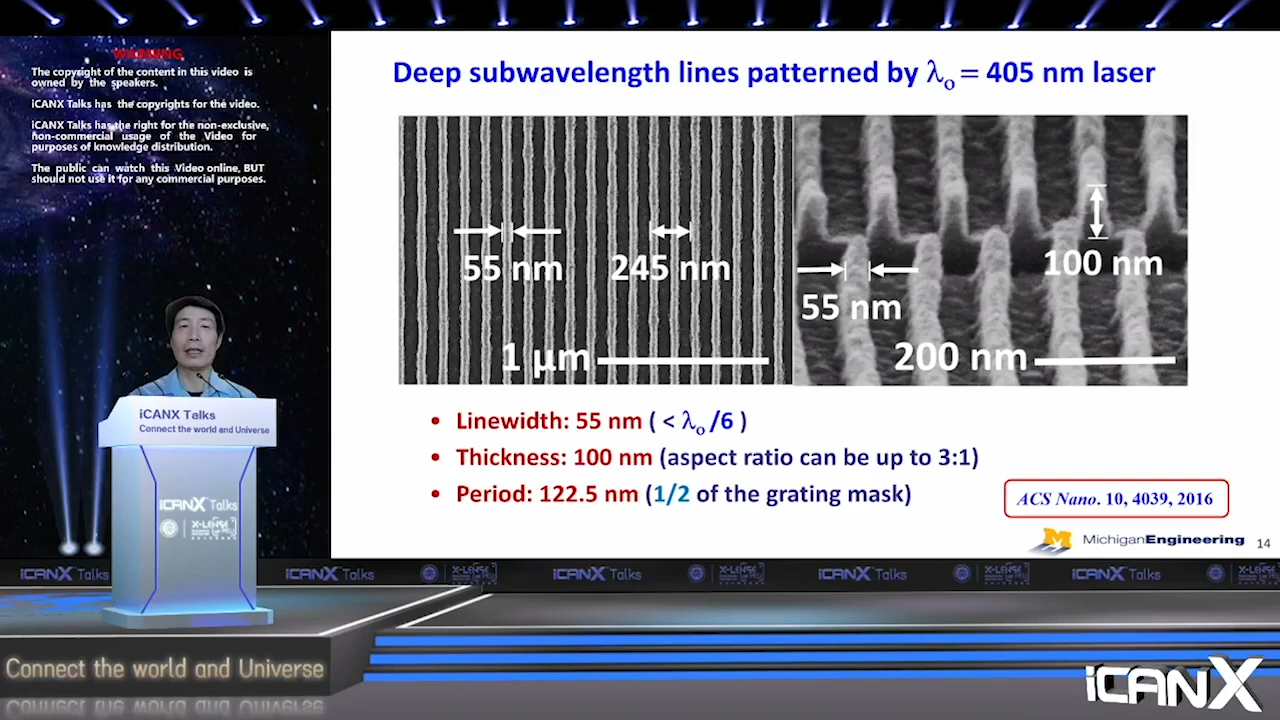 WARNING
The copyright of the content in this video is
owned by the speakers.
iCANX Talks has the copyrights for the video.
iCANX Talks has the right for the non-exclusive,
non-commercial usage of the Video for
purposes of knowledge distribution.
The public can watch this Video online, BUT
should not use it for any commercial purposes.
Deep subwavelength lines patterned by λo = 405 nm laser
55 nm
245 nm
1 μm
55 nm
100 nm
200 nm
• Linewidth: 55 nm ( < λo /6 )
• Thickness: 100 nm (aspect ratio can be up to 3:1)
• Period: 122.5 nm (1/2 of the grating mask)
ACS Nano. 10, 4039, 2016
M MichiganEngineering
14
iCANX Talks
Connect the world and Universe
iCANX Talks
X-LENSE
iCANX Talks
X-LENSE
iCANX Talks
X-LENSE
iCANX Talks
X-LENSE
iCANX Talks
X-LENSE
Connect the world and Universe
iCANX